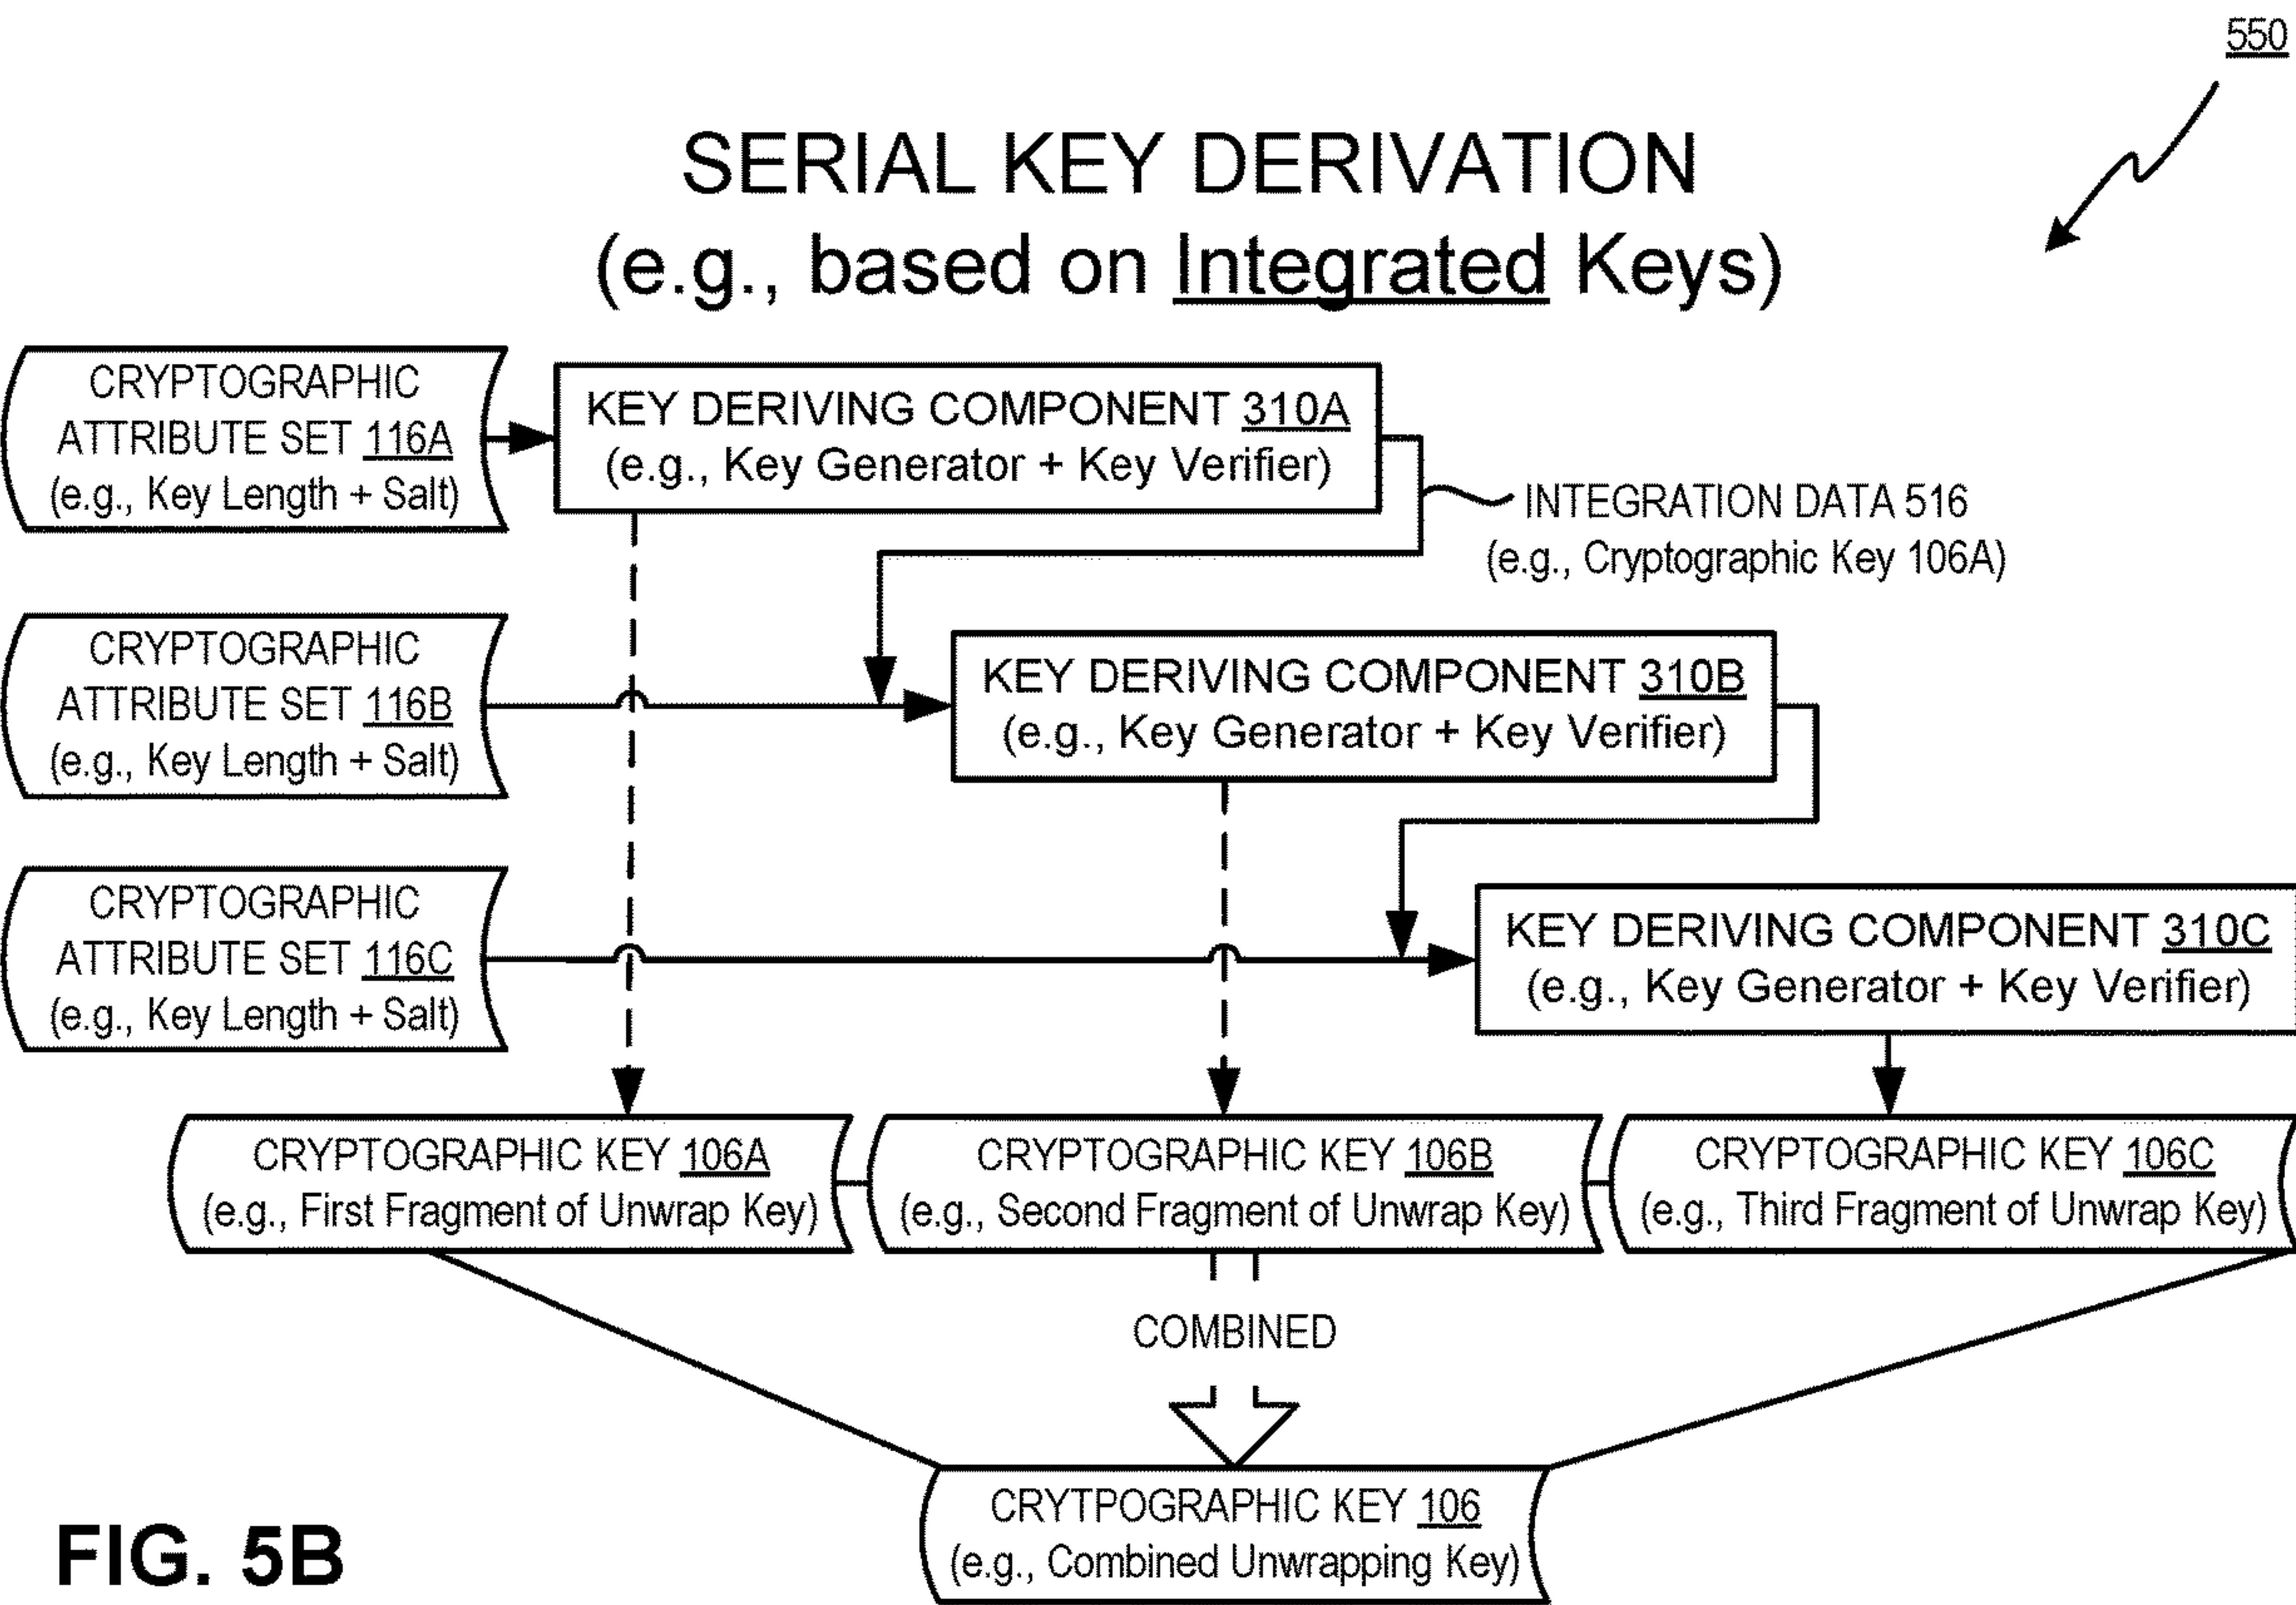 550
SERIAL KEY DERIVATION
(e.g., based on Integrated Keys)
CRYPTOGRAPHIC
ATTRIBUTE SET 116A
(e.g., Key Length + Salt)
KEY DERIVING COMPONENT 310A
(e.g., Key Generator + Key Verifier)
INTEGRATION DATA 516
(e.g., Cryptographic Key 106A)
CRYPTOGRAPHIC
ATTRIBUTE SET 116B
(e.g., Key Length + Salt)
KEY DERIVING COMPONENT 310B
(e.g., Key Generator + Key Verifier)
CRYPTOGRAPHIC
ATTRIBUTE SET 116C
(e.g., Key Length + Salt)
KEY DERIVING COMPONENT 310C
(e.g., Key Generator + Key Verifier)
CRYPTOGRAPHIC KEY 106A
(e.g., First Fragment of Unwrap Key)
CRYPTOGRAPHIC KEY 106B
(e.g., Second Fragment of Unwrap Key)
CRYPTOGRAPHIC KEY 106C
(e.g., Third Fragment of Unwrap Key)
COMBINED
CRYTPOGRAPHIC KEY 106
(e.g., Combined Unwrapping Key)
FIG. 5B